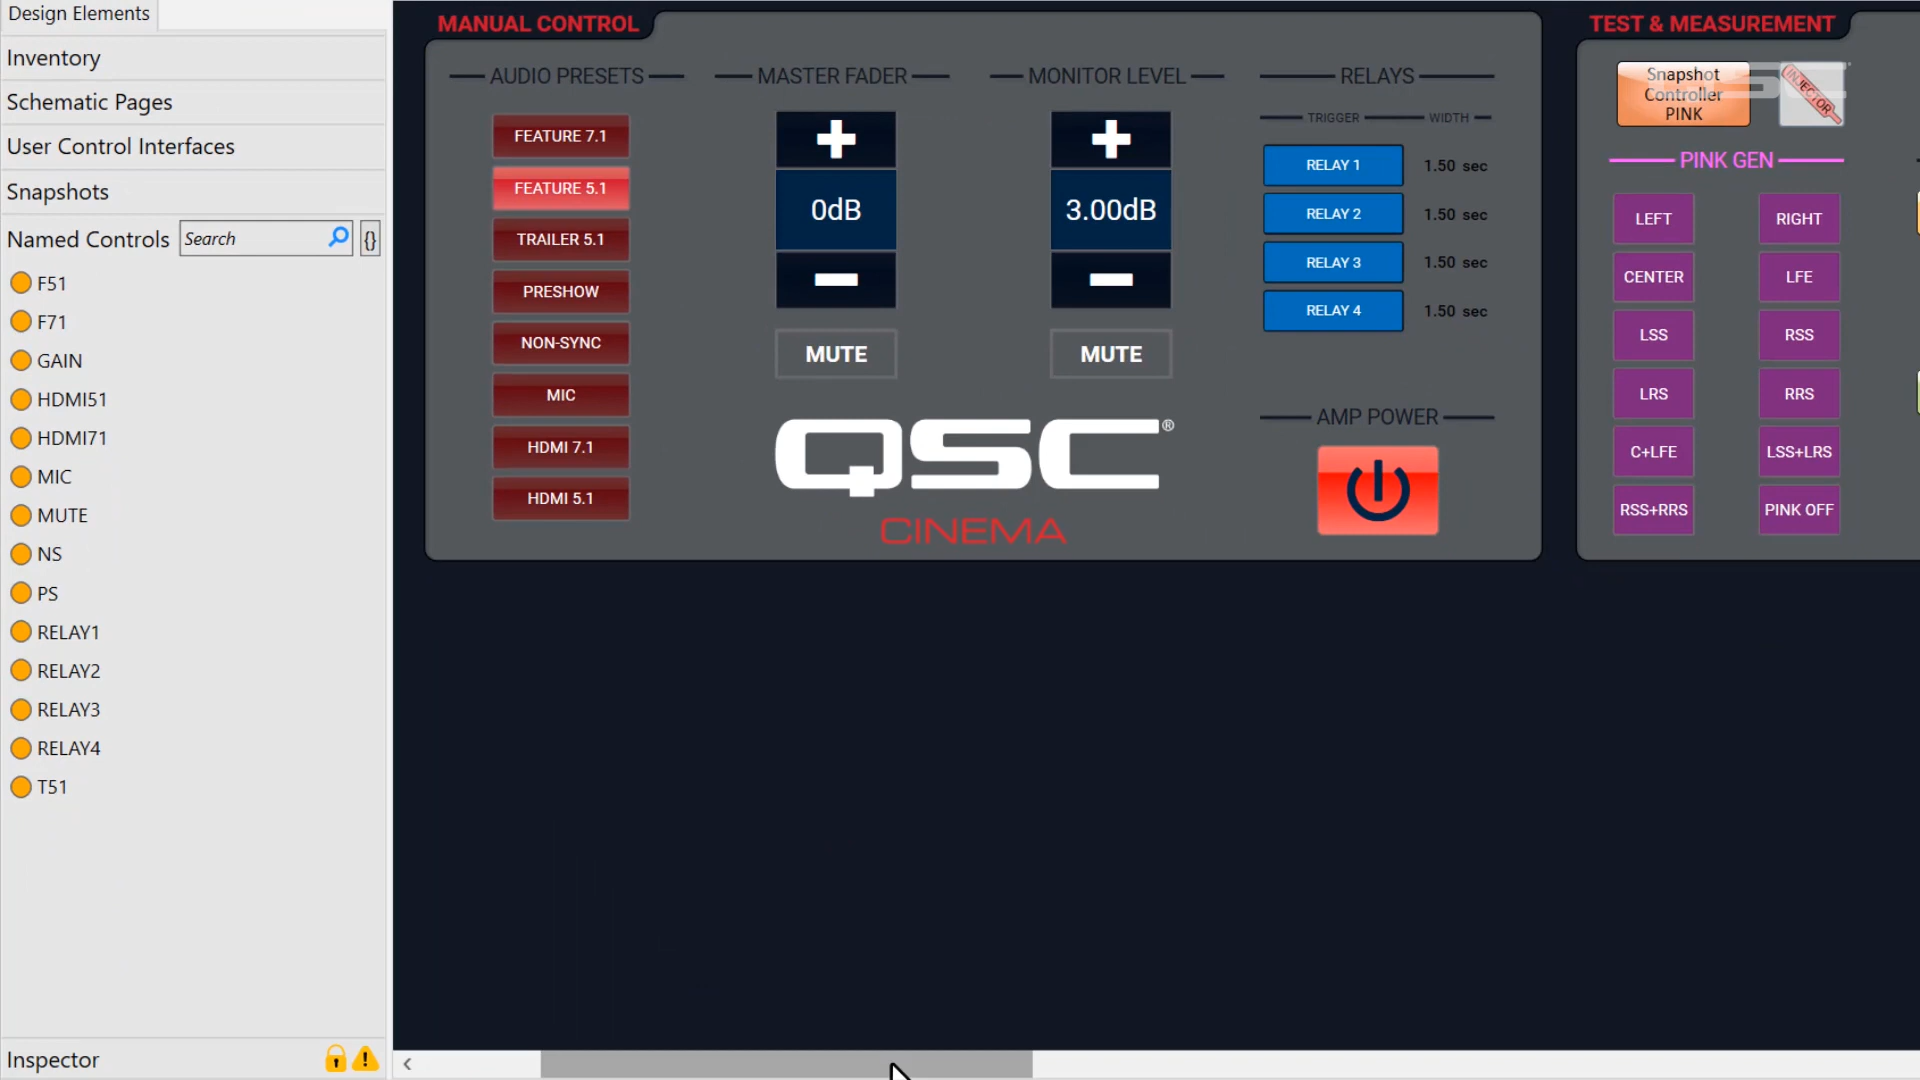 Design Elements
Inventory
Schematic Pages
User Control Interfaces
Snapshots
Named Controls
Search
{}
F51
F71
GAIN
HDMI51
HDMI71
MIC
MUTE
NS
PS
RELAY1
RELAY2
RELAY3
RELAY4
T51
Inspector
MANUAL CONTROL
AUDIO PRESETS
FEATURE 7.1
FEATURE 5.1
TRAILER 5.1
PRESHOW
NON-SYNC
MIC
HDMI 7.1
HDMI 5.1
MASTER FADER
0dB
MUTE
MONITOR LEVEL
3.00dB
MUTE
QSC®
CINEMA
RELAYS
TRIGGER WIDTH
RELAY 1 1.50 sec
RELAY 2 1.50 sec
RELAY 3 1.50 sec
RELAY 4 1.50 sec
AMP POWER
TEST & MEASUREMENT
Snapshot
Controller
PINK
INJECTOR
QSC
PINK GEN
LEFT RIGHT
CENTER LFE
LSS RSS
LRS RRS
C+LFE LSS+LRS
RSS+RRS PINK OFF